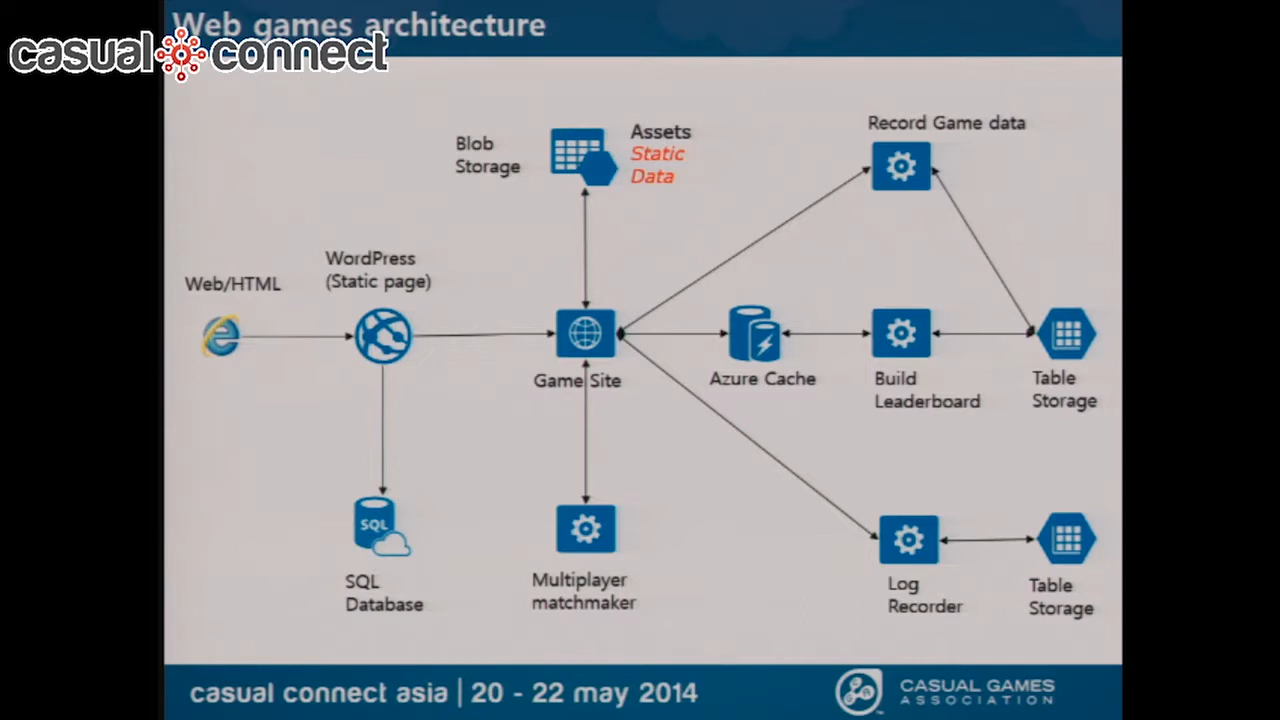 Web games architecture
casual connect
Record Game data
Blob
Storage
Assets
Static
Data
WordPress
(Static page)
Web/HTML
Game Site
Azure Cache
Build
Leaderboard
Table
Storage
SQL
SQL
Database
Multiplayer
matchmaker
Log
Recorder
Table
Storage
casual connect asia | 20 - 22 may 2014
CASUAL GAMES
ASSOCIATION